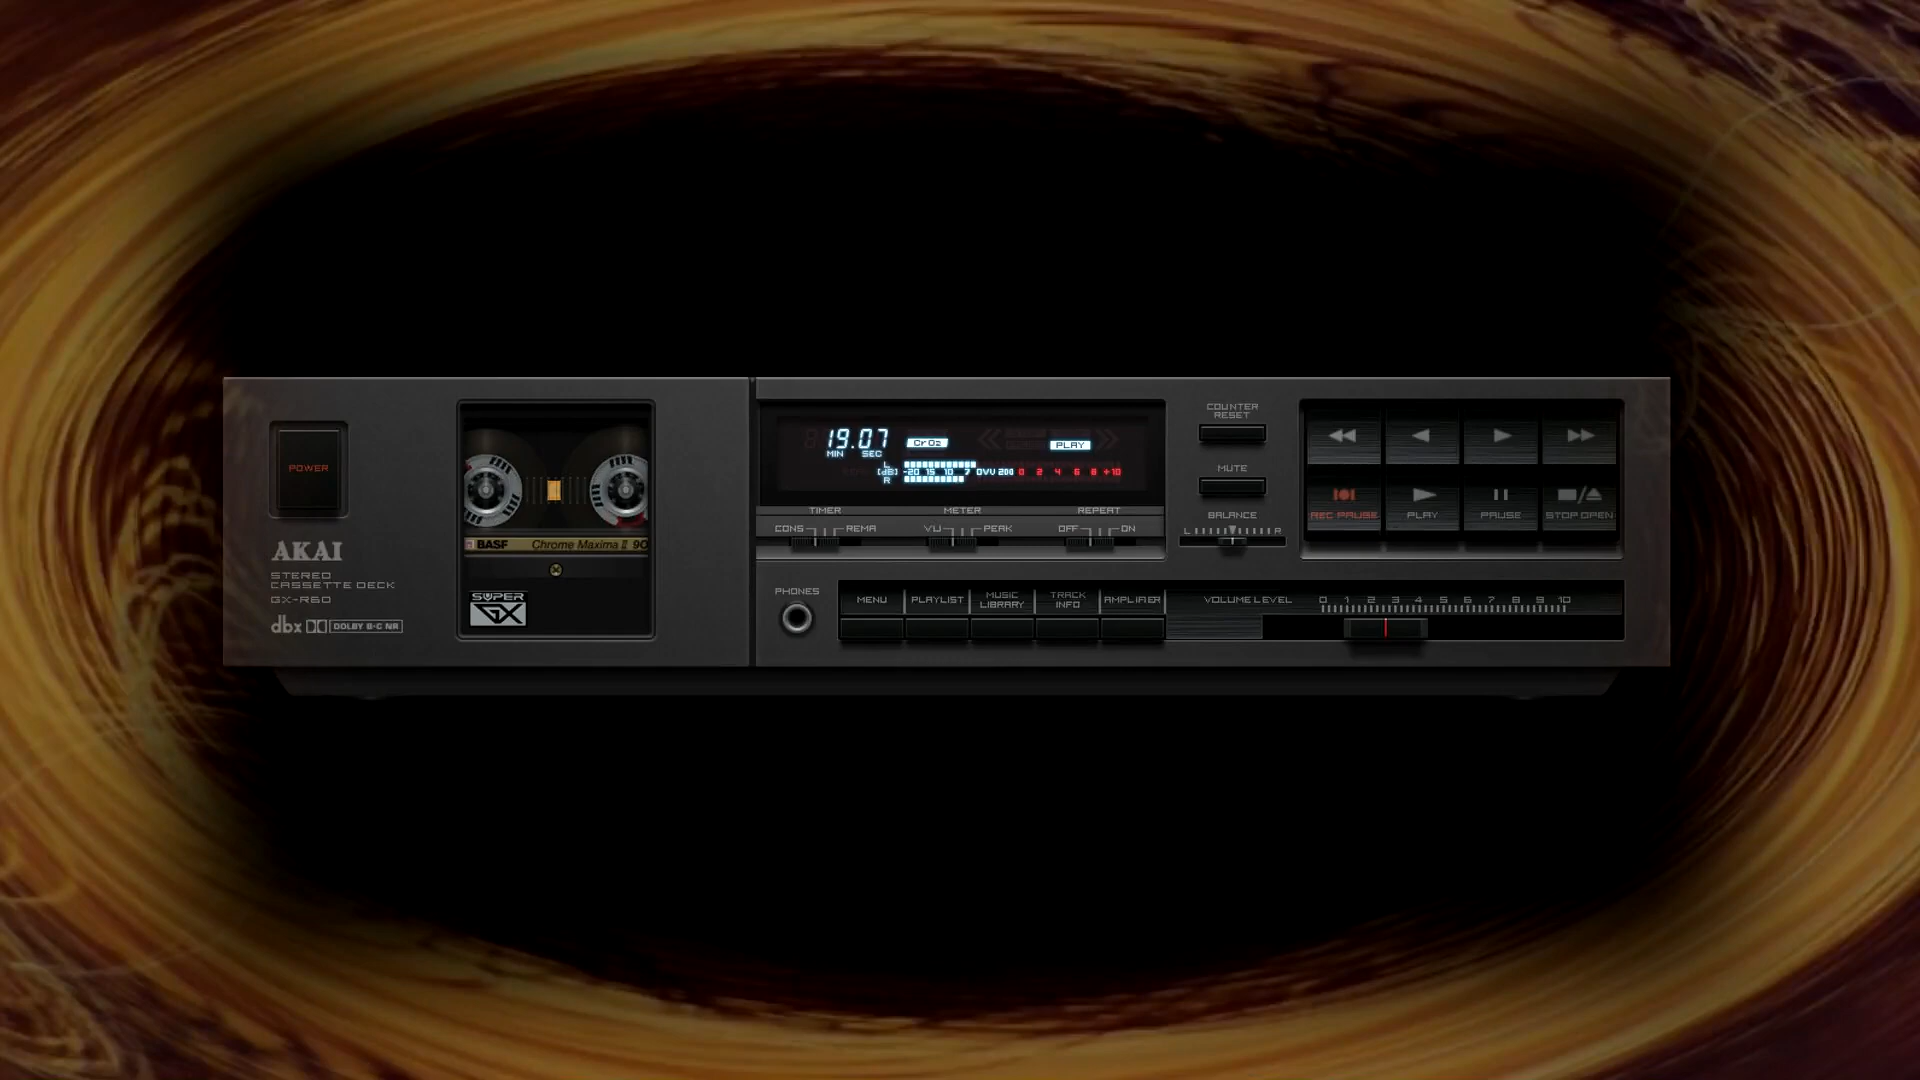 POWER
AKAI
STEREO
CASSETTE DECK
GX-R60
dbx DOLBY B-C NR
BASF Chrome Maxima II 90
SUPER
GX
19.07
MIN SEC
CrO2
PLAY
L
[dB] -20 15 10 7 0VU 200 0 2 4 6 8 +10
R
TIMER METER REPEAT
CONS REMA VU PEAK OFF ON
COUNTER
RESET
MUTE
BALANCE
L R
REC PAUSE PLAY PAUSE STOP OPEN
PHONES
MENU
PLAYLIST
MUSIC
LIBRARY
TRACK
INFO
AMPLIFIER
VOLUME LEVEL 0 1 2 3 4 5 6 7 8 9 10